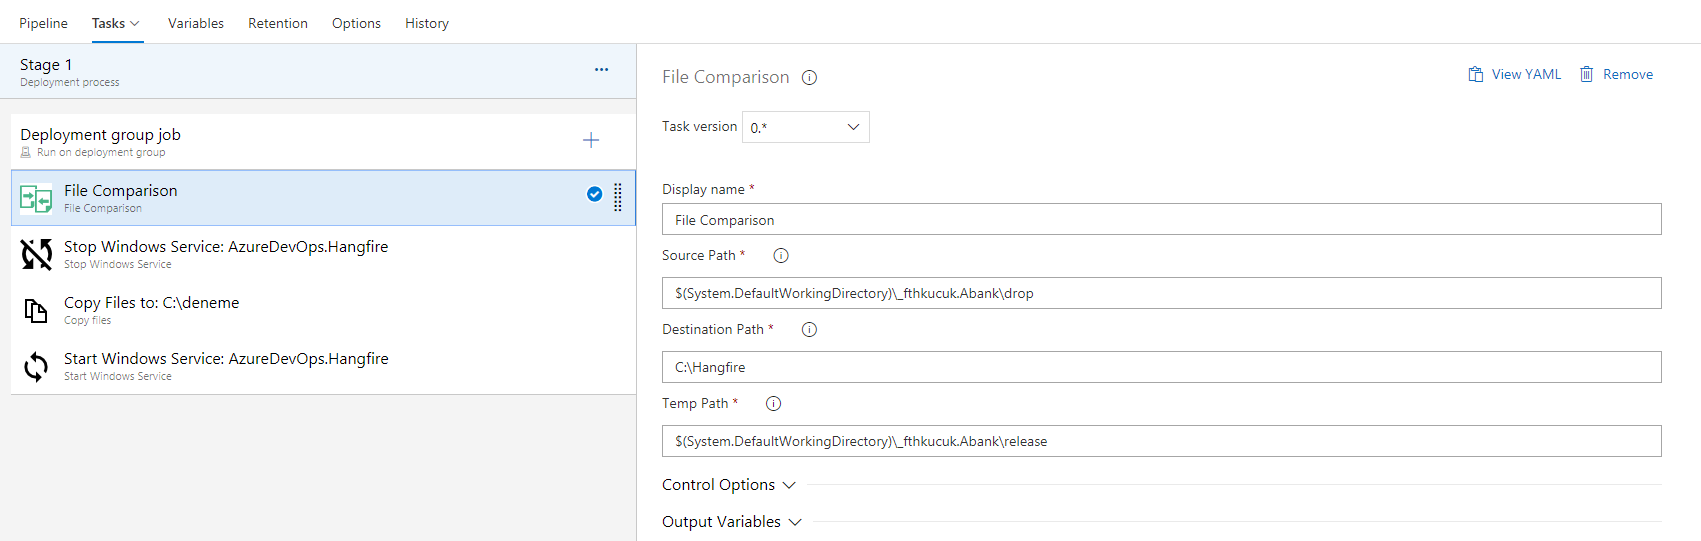 Pipeline Tasks Variables Retention Options History
Stage 1
Deployment process
Deployment group job
Run on deployment group
File Comparison
File Comparison
Stop Windows Service: AzureDevOps.Hangfire
Stop Windows Service
Copy Files to: C:\deneme
Copy files
Start Windows Service: AzureDevOps.Hangfire
Start Windows Service
File Comparison
View YAML Remove
Task version 0.*
Display name *
File Comparison
Source Path *
$(System.DefaultWorkingDirectory)\_fthkucuk.Abank\drop
Destination Path *
C:\Hangfire
Temp Path *
$(System.DefaultWorkingDirectory)\_fthkucuk.Abank\release
Control Options
Output Variables